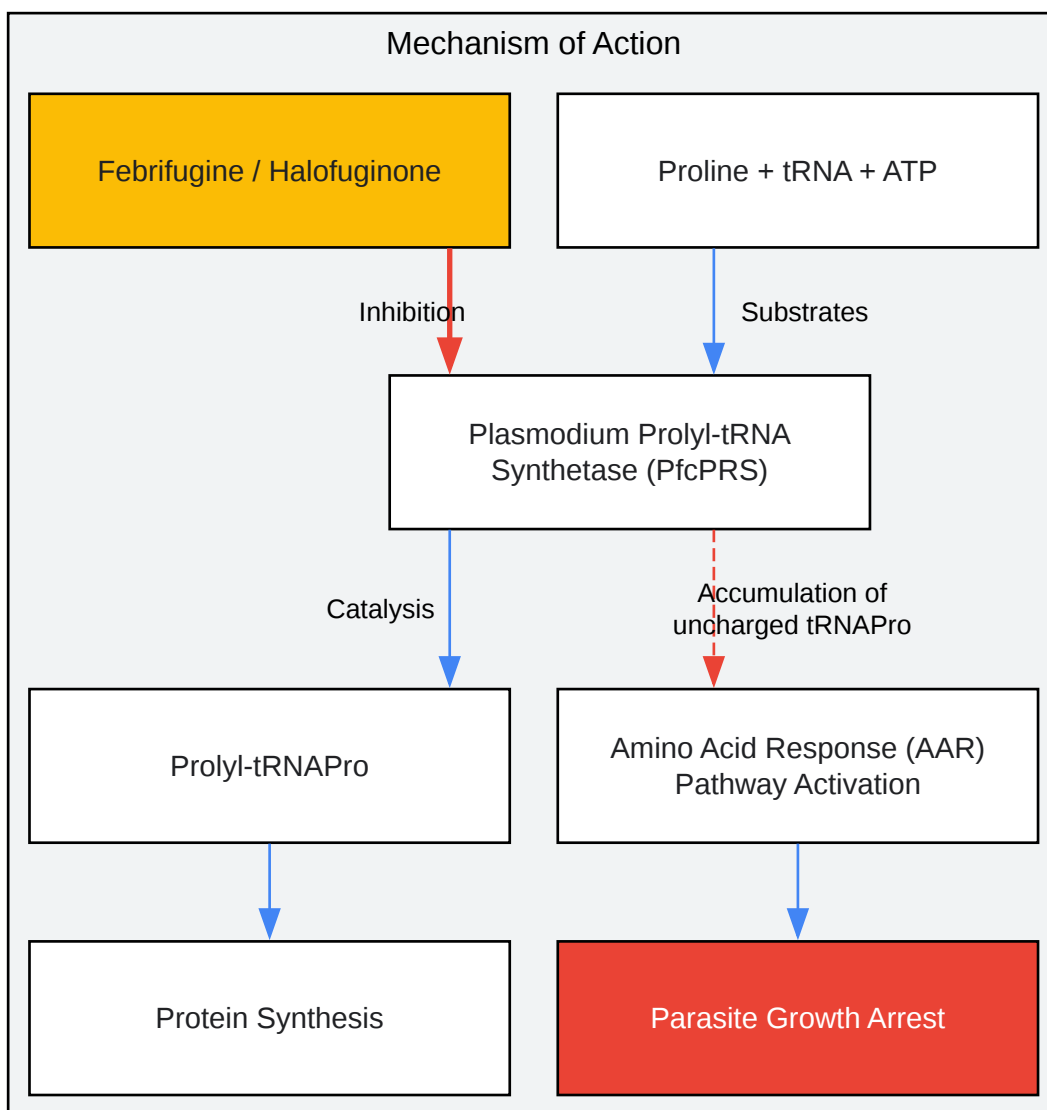 Mechanism of Action
Febrifugine / Halofuginone
Proline + tRNA + ATP
Inhibition
Substrates
Plasmodium Prolyl-tRNA
Synthetase (PfcPRS)
Catalysis
Accumulation of
uncharged tRNAPro
Prolyl-tRNAPro
Amino Acid Response (AAR)
Pathway Activation
Protein Synthesis
Parasite Growth Arrest